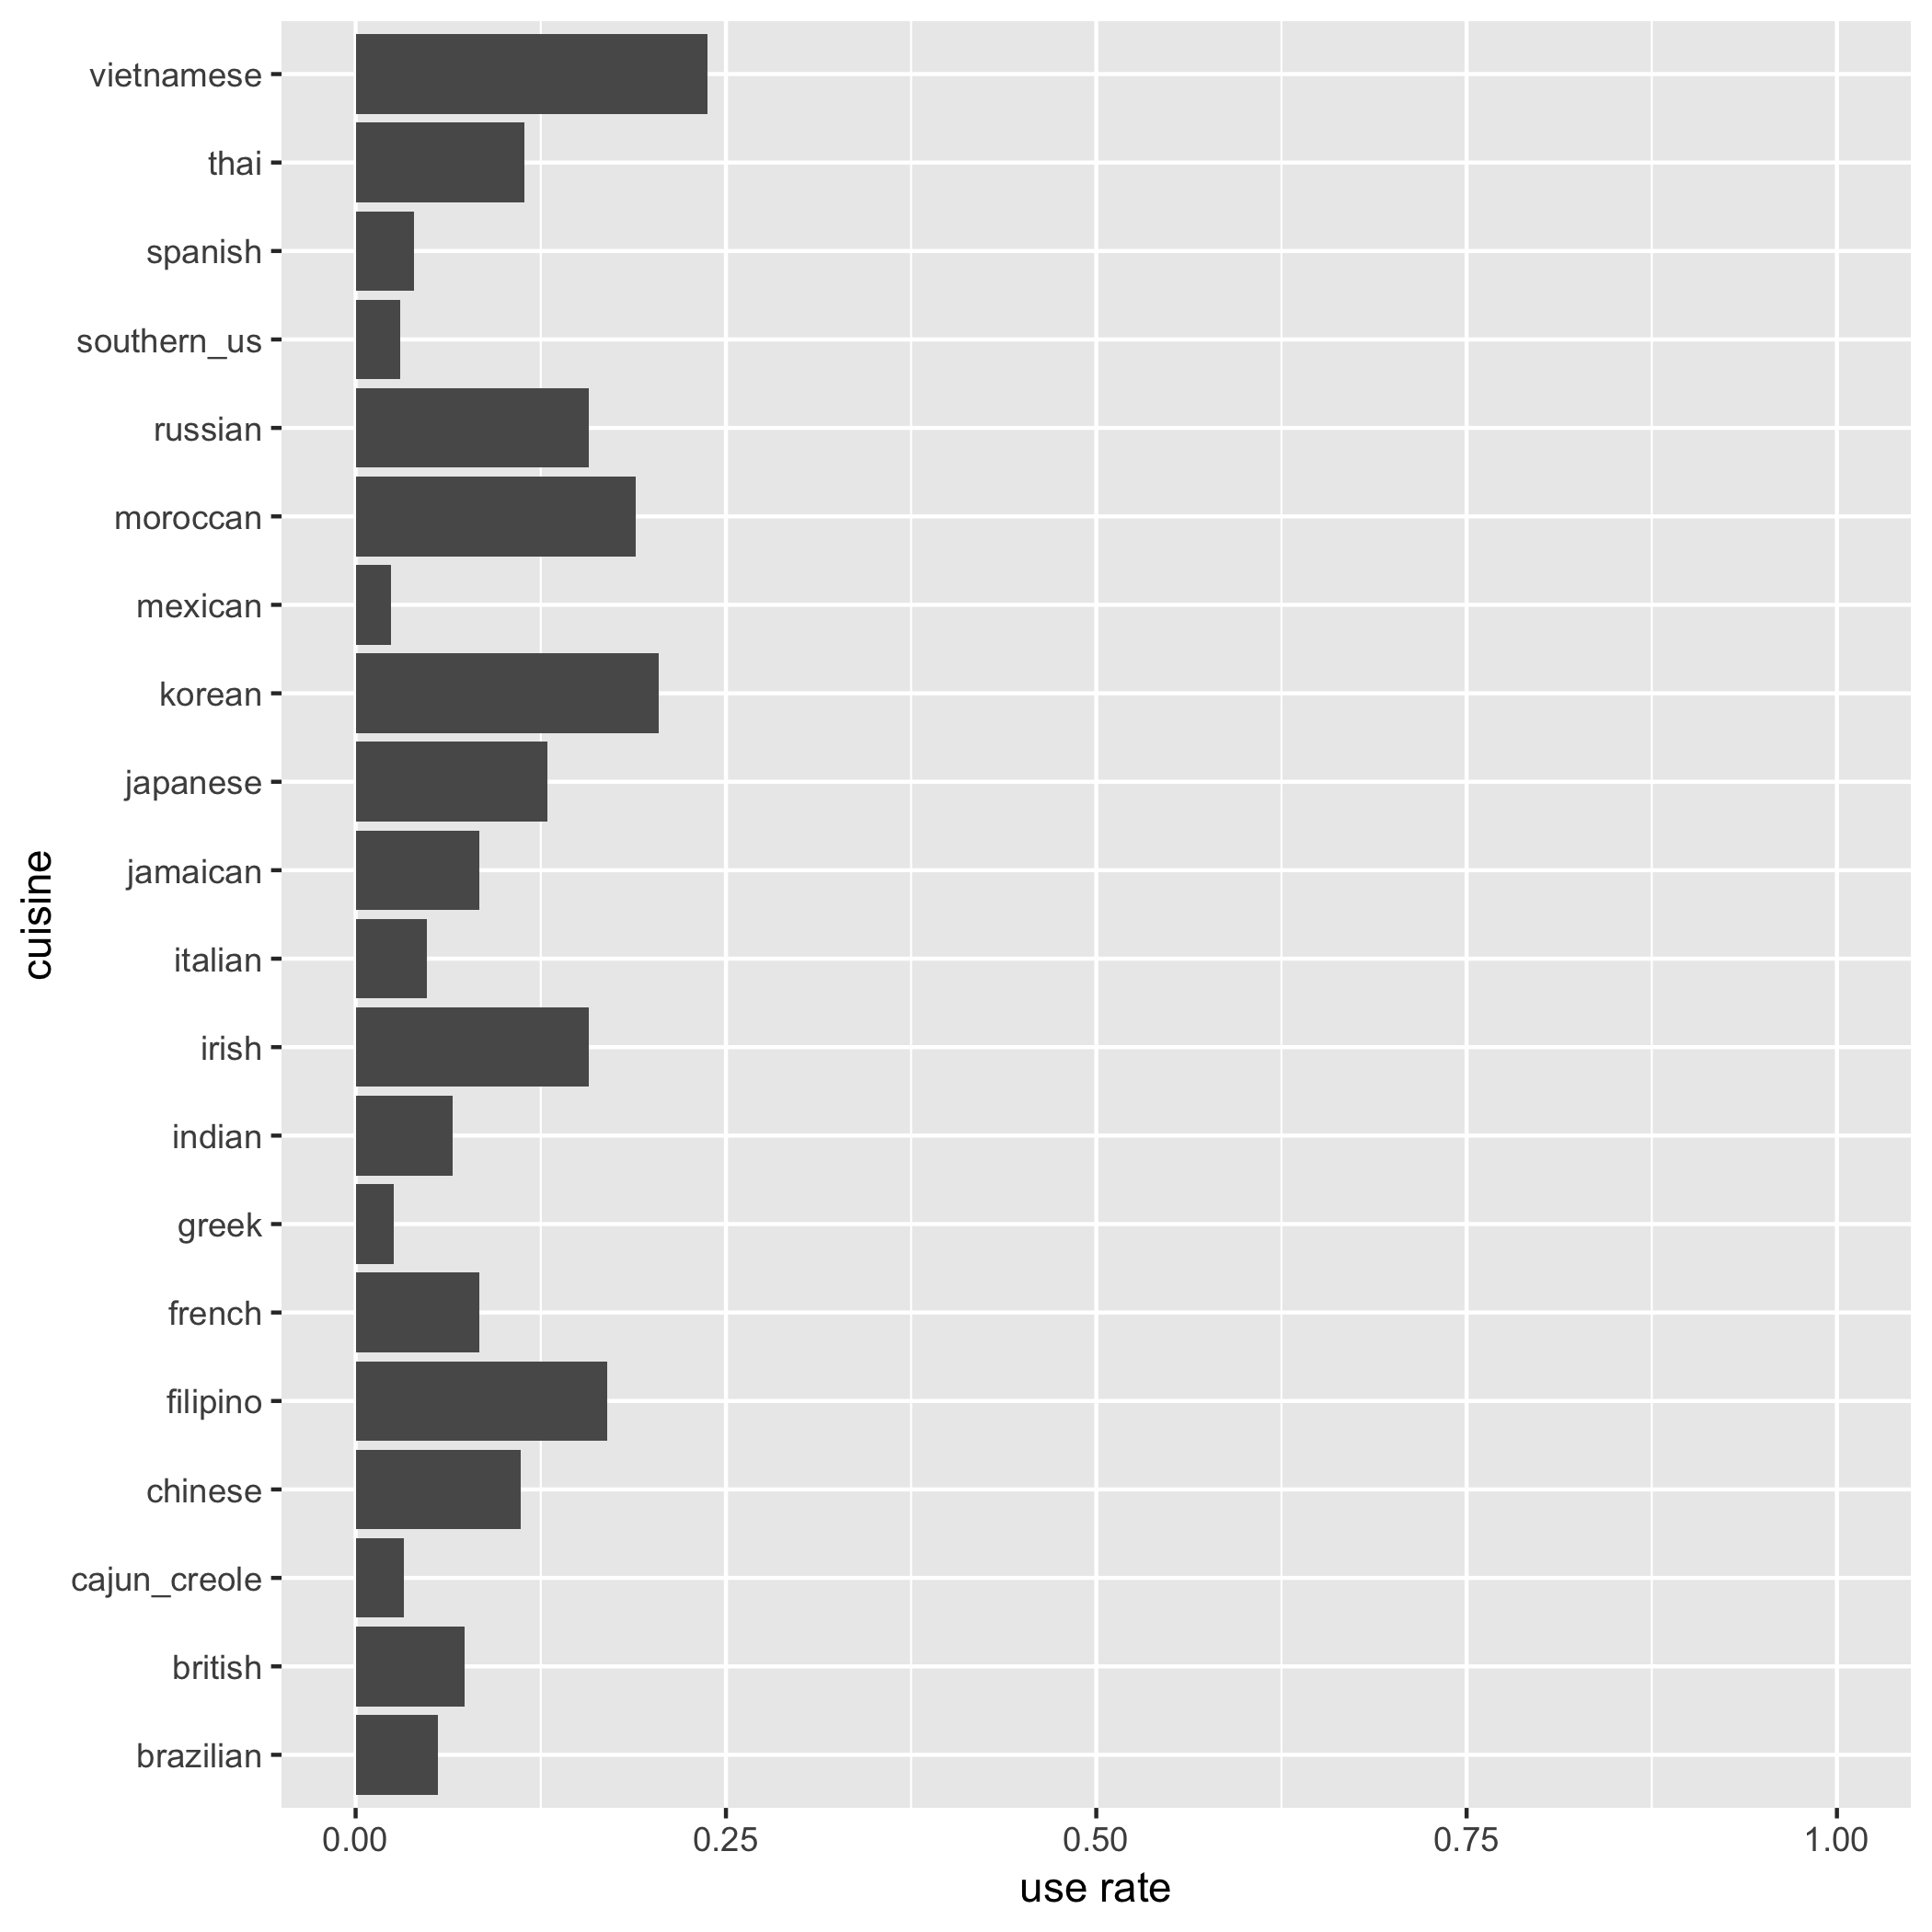 vietnamese
thai
spanish
southern_us
russian
moroccan
mexican
korean
japanese
jamaican
italian
irish
indian
greek
french
filipino
chinese
cajun_creole
british
brazilian
cuisine
0.00 0.25 0.50 0.75 1.00
use rate